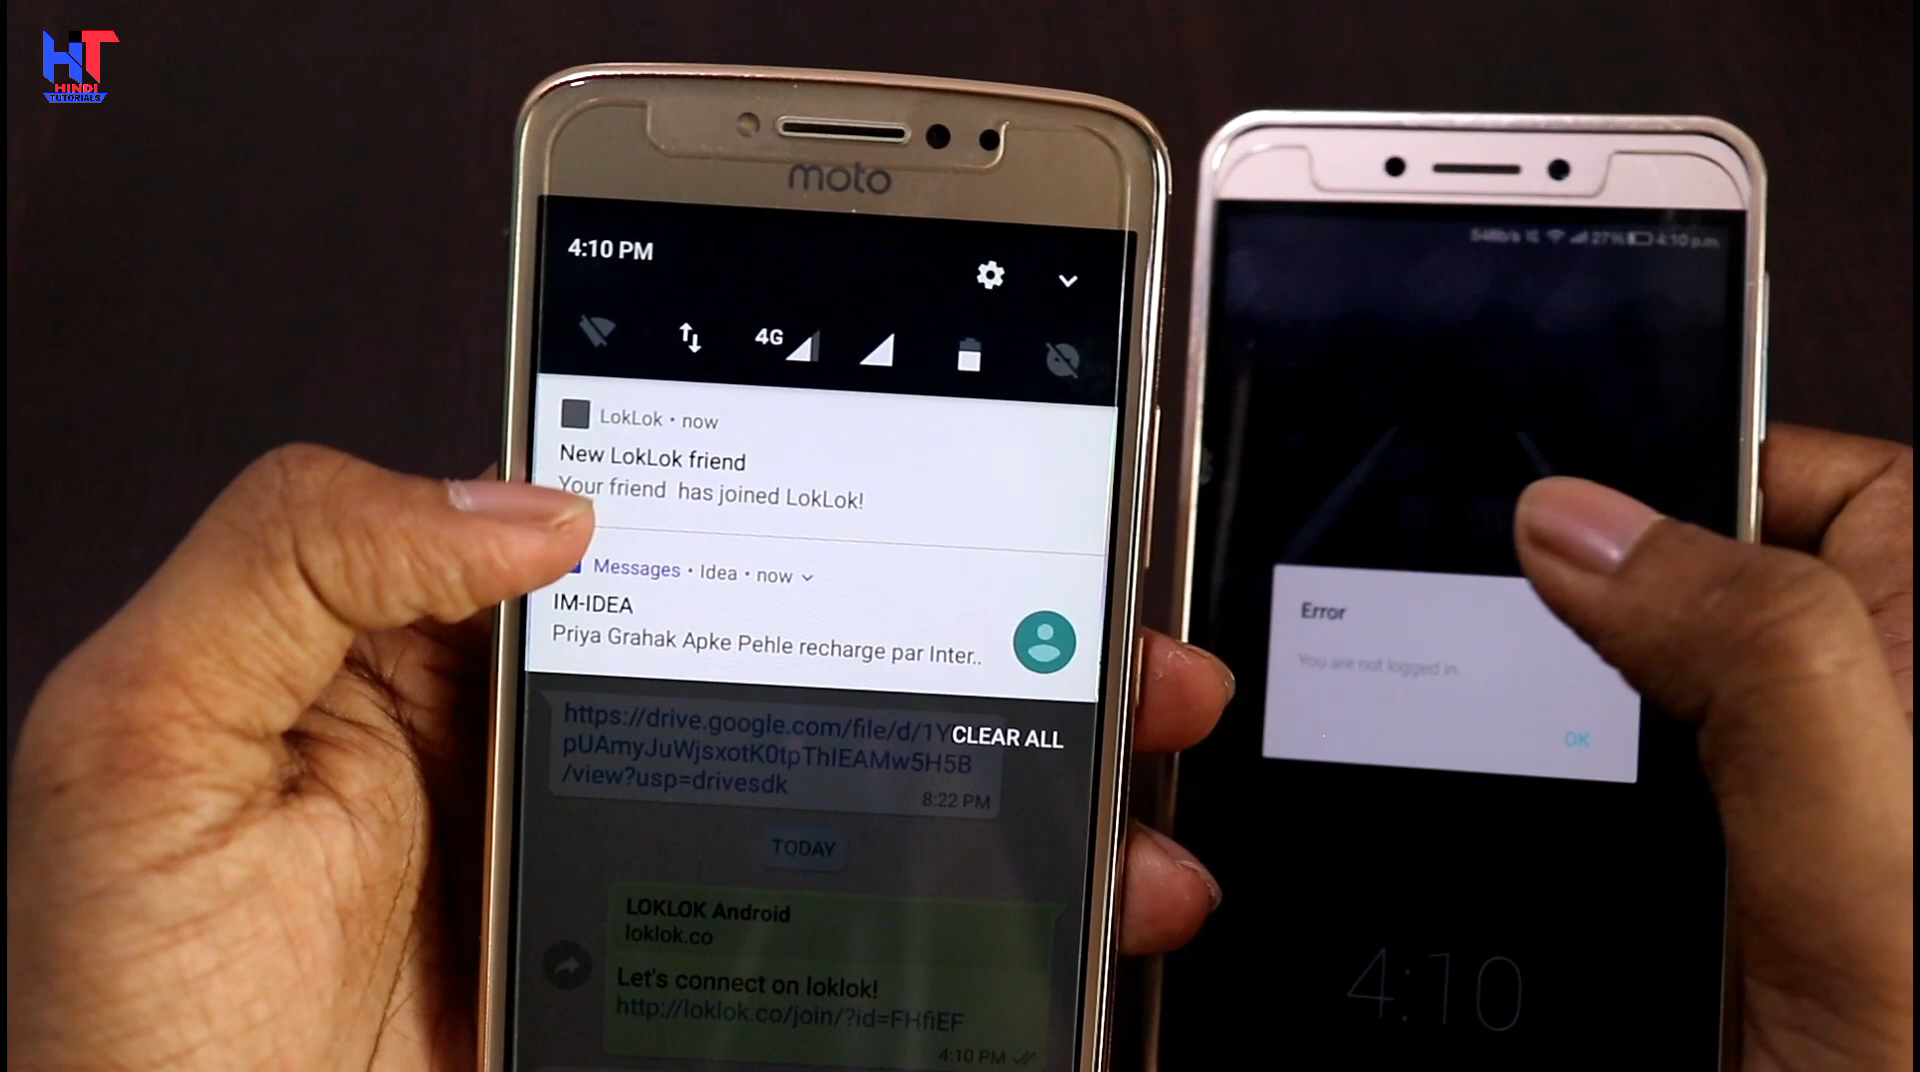 HT
HINDI
TUTORIALS
moto
4:10 PM
4G
LokLok • now
New LokLok friend
Your friend has joined LokLok!
Messages • Idea • now
IM-IDEA
Priya Grahak Apke Pehle recharge par Inter..
https://drive.google.com/file/d/1Y
pUAmyJuWjsxotK0tpThIEAMw5H5B
/view?usp=drivesdk
8:22 PM
CLEAR ALL
TODAY
LOKLOK Android
loklok.co
Let's connect on loklok!
http://loklok.co/join/?id=FHfiEF
4:10 PM
27% 4:10 p.m.
Error
You are not logged in
OK
4:10